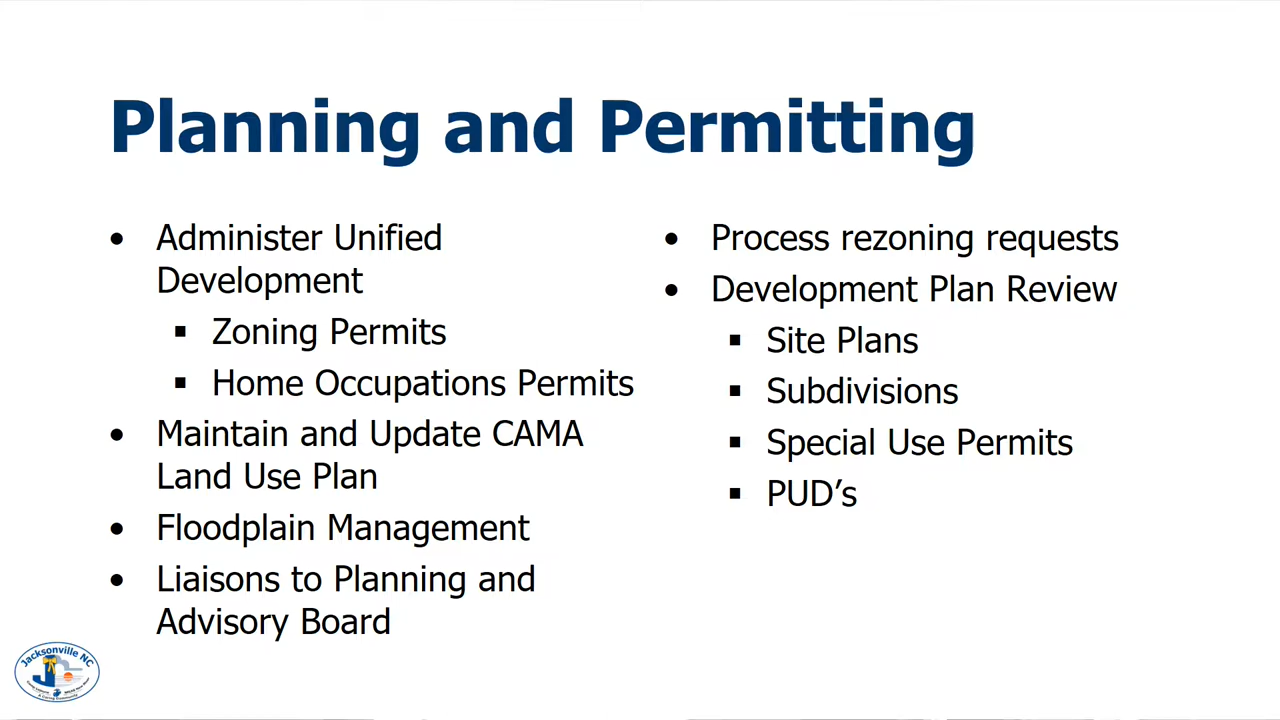 Planning and Permitting
• Administer Unified
Development
▪ Zoning Permits
▪ Home Occupations Permits
• Maintain and Update CAMA
Land Use Plan
• Floodplain Management
• Liaisons to Planning and
Advisory Board
• Process rezoning requests
• Development Plan Review
▪ Site Plans
▪ Subdivisions
▪ Special Use Permits
▪ PUD’s
Jacksonville NC
A Caring Community